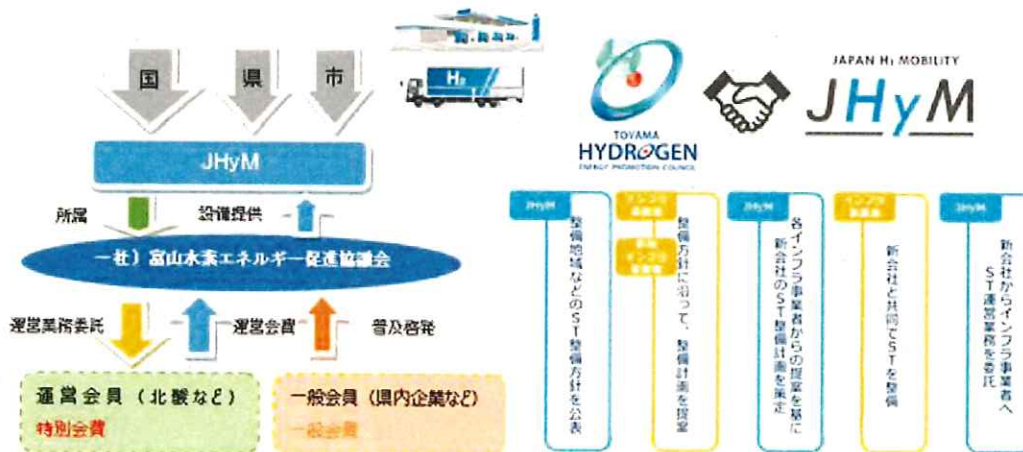 国
県
市
H₂
JHyM
所属
設備提供
一社）富山水素エネルギー促進協議会
運営業務委託
運営会費
普及啓発
運営会員（北酸など）
特別会費
一般会員（県内企業など）
一般会費
TOYAMA
HYDROGEN
ENERGY PROMOTION COUNCIL
JAPAN H₂ MOBILITY
JHyM
JHyM
整備地域などのST整備方針を公表
インフラ
整備方針に沿って、整備計画を提案
JHyM
各インフラ事業者からの提案を基に
新会社のST整備計画を策定
インフラ
新会社と共同でSTを整備
JHyM
新会社からインフラ事業者へ
ST運営業務を委託